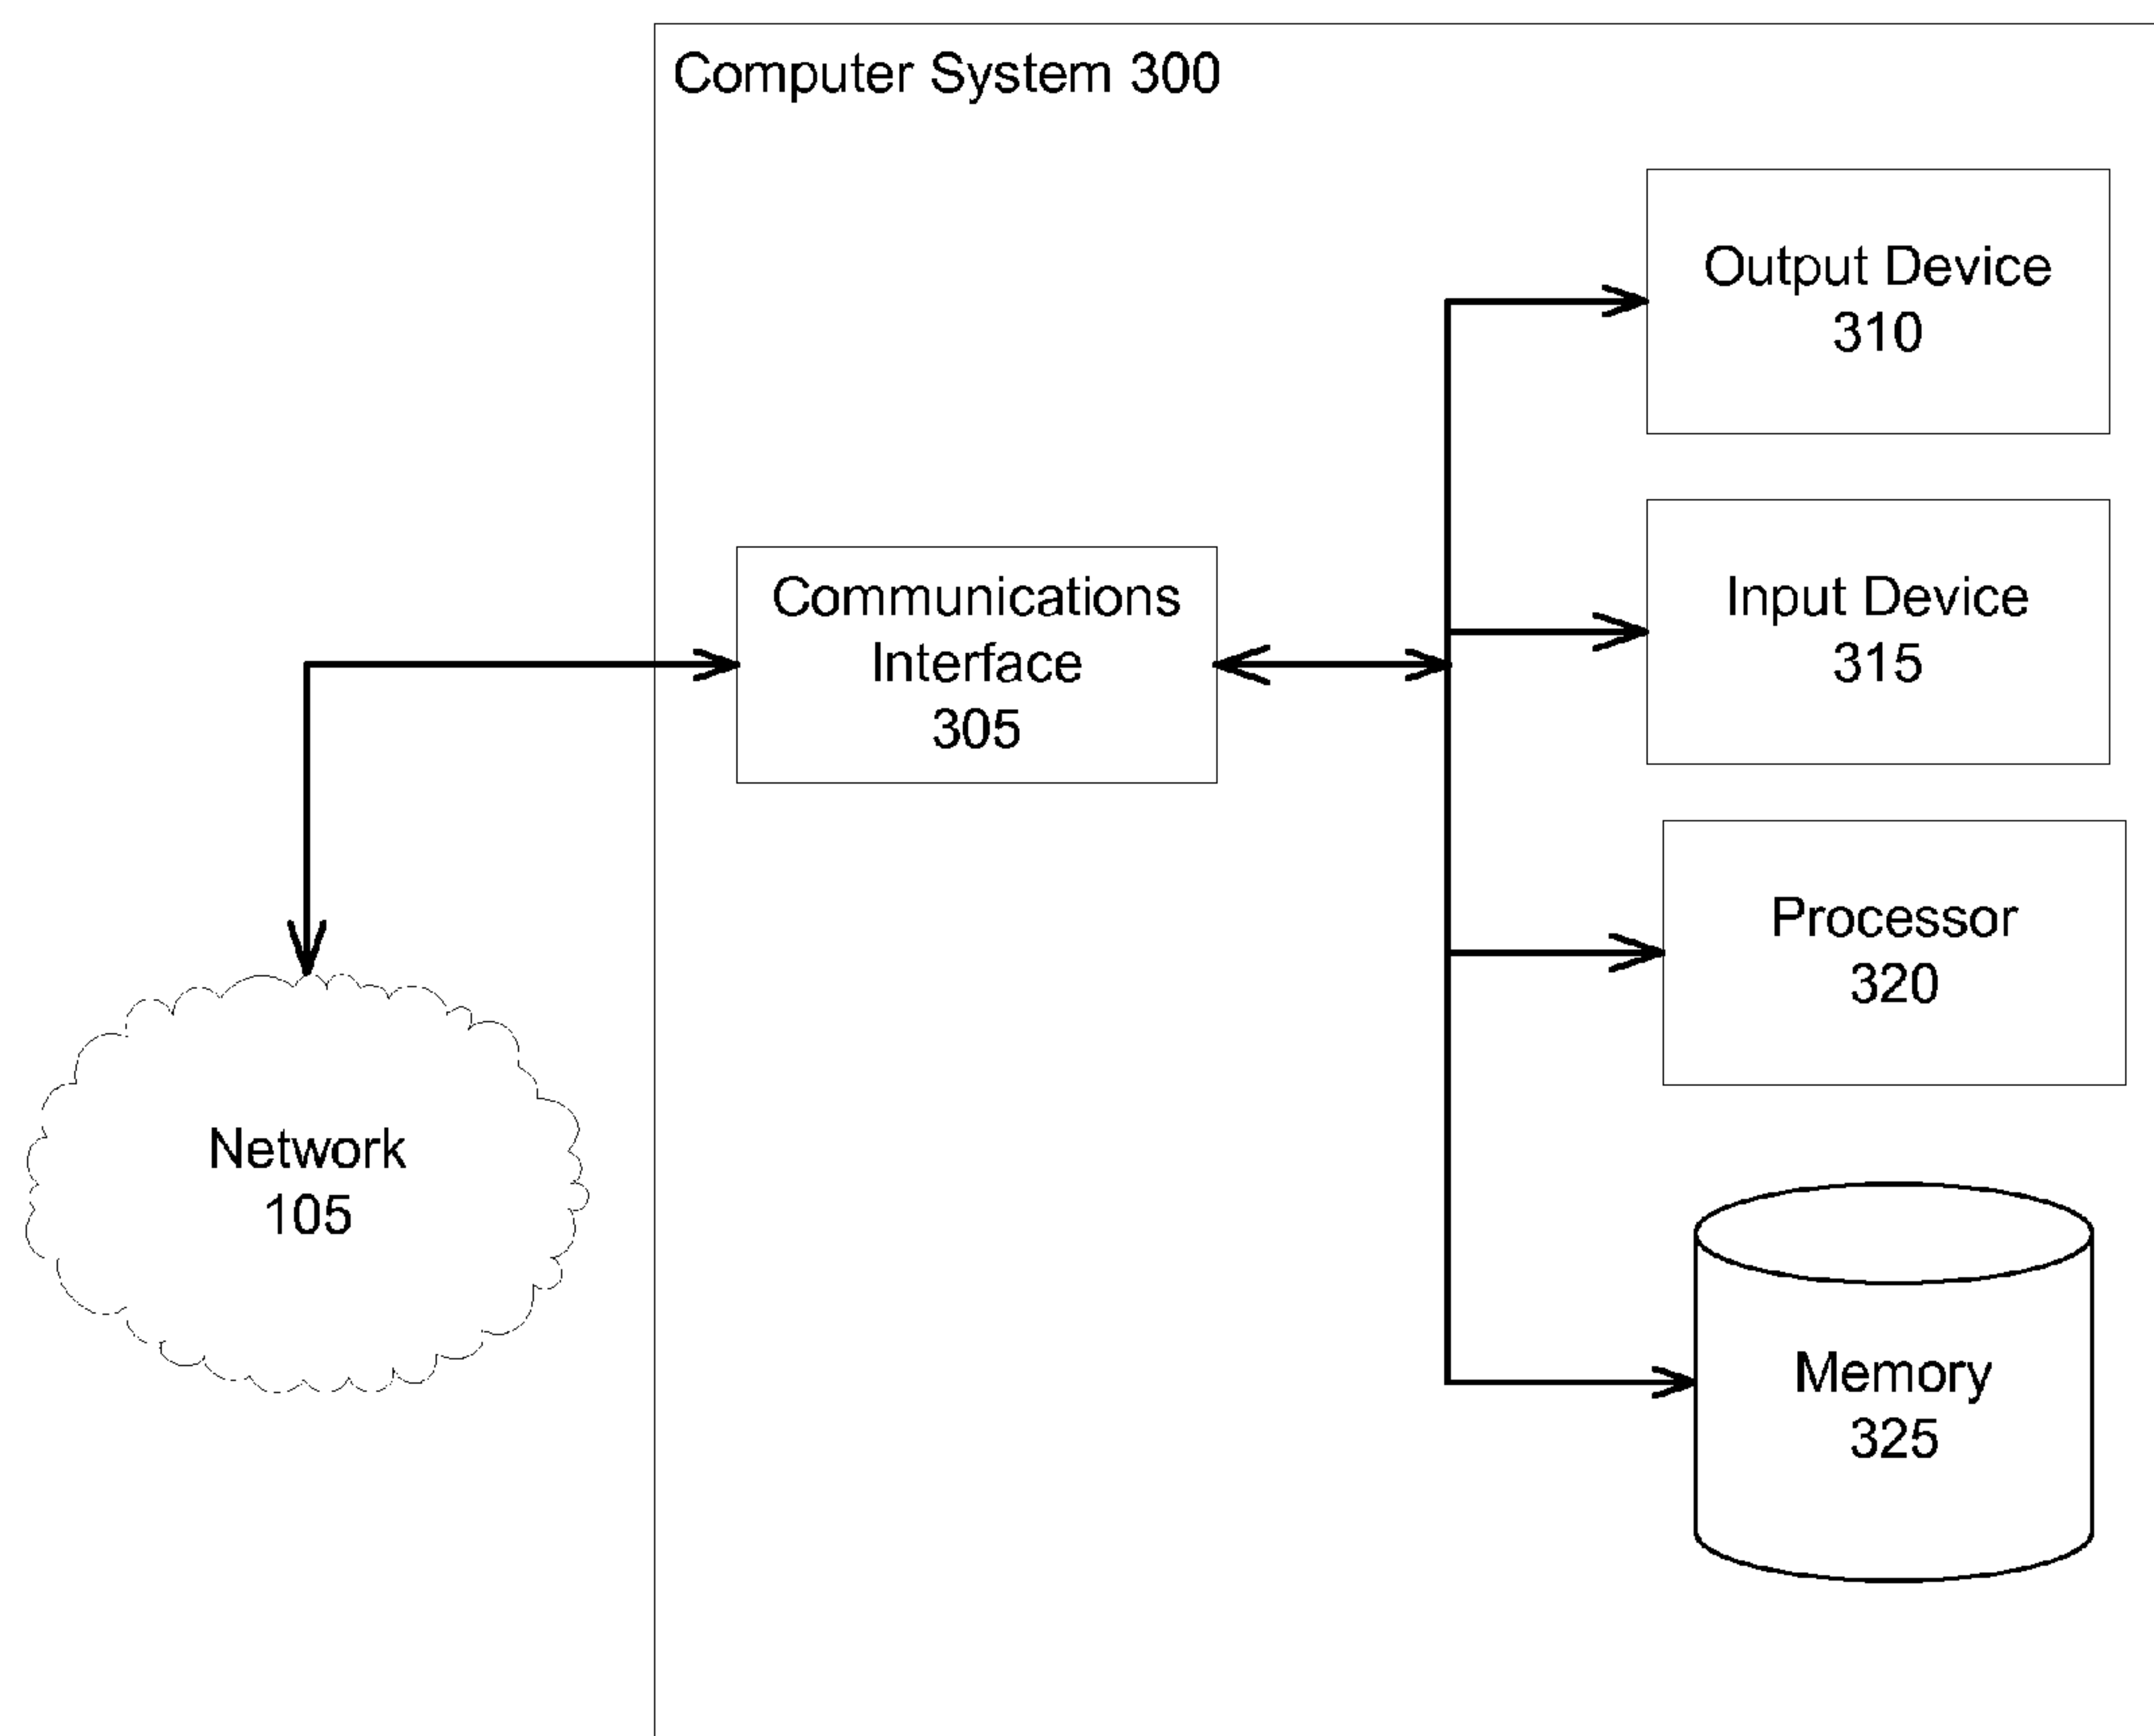 Computer System 300
Output Device
310
Input Device
315
Communications
Interface
305
Processor
320
Network
105
Memory
325